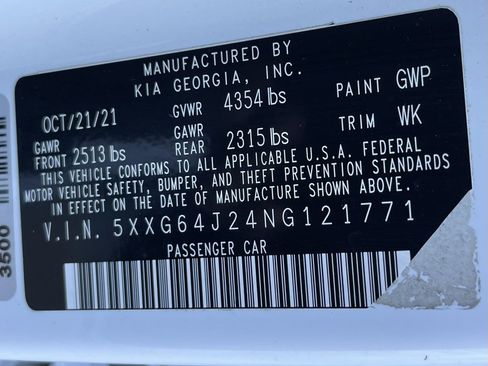 MANUFACTURED BY
KIA GEORGIA, INC.
OCT/21/21 GVWR 4354 lbs PAINT GWP
GAWR FRONT 2513 lbs GAWR REAR 2315 lbs TRIM WK
THIS VEHICLE CONFORMS TO ALL APPLICABLE U.S.A. FEDERAL
MOTOR VEHICLE SAFETY, BUMPER, AND THEFT PREVENTION STANDARDS
IN EFFECT ON THE DATE OF MANUFACTURE SHOWN ABOVE.
V.I.N. 5XXG64J24NG121771
PASSENGER CAR
3500